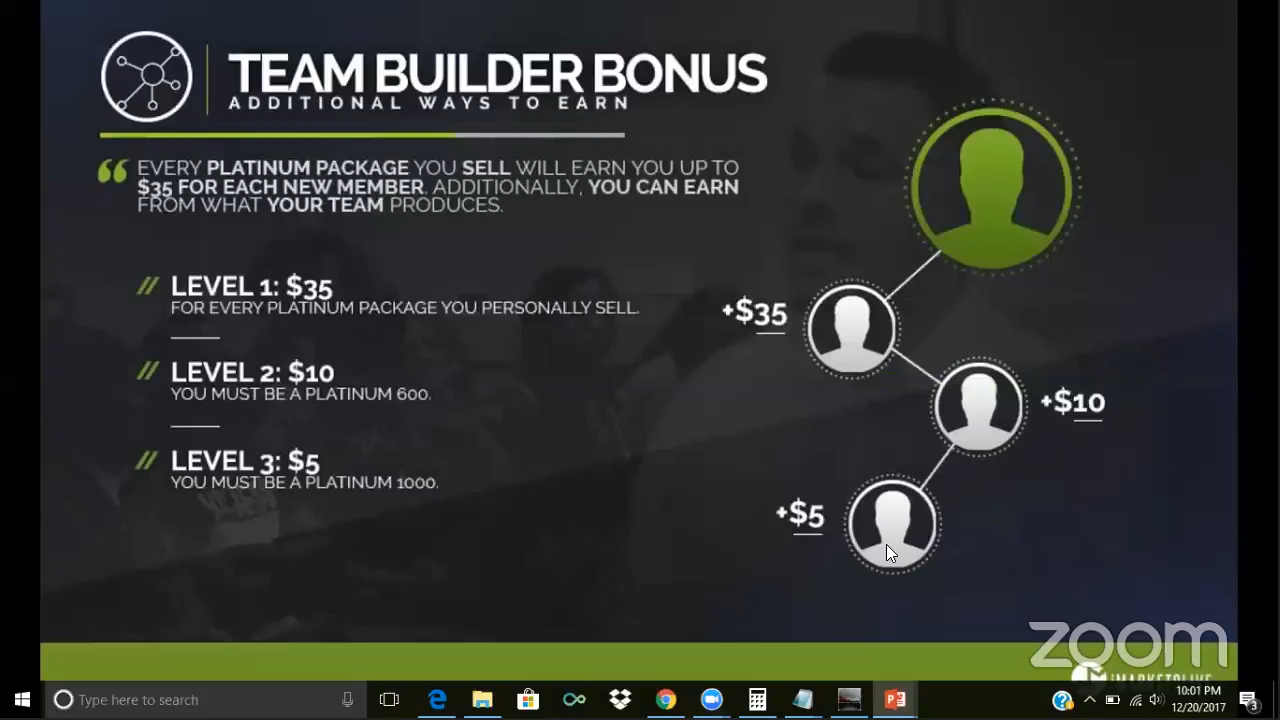 TEAM BUILDER BONUS
ADDITIONAL WAYS TO EARN
“ EVERY PLATINUM PACKAGE YOU SELL WILL EARN YOU UP TO
$35 FOR EACH NEW MEMBER. ADDITIONALLY, YOU CAN EARN
FROM WHAT YOUR TEAM PRODUCES.
// LEVEL 1: $35
FOR EVERY PLATINUM PACKAGE YOU PERSONALLY SELL.
// LEVEL 2: $10
YOU MUST BE A PLATINUM 600.
// LEVEL 3: $5
YOU MUST BE A PLATINUM 1000.
+$35
+$10
+$5
zoom
Type here to search
10:01 PM
12/20/2017
3